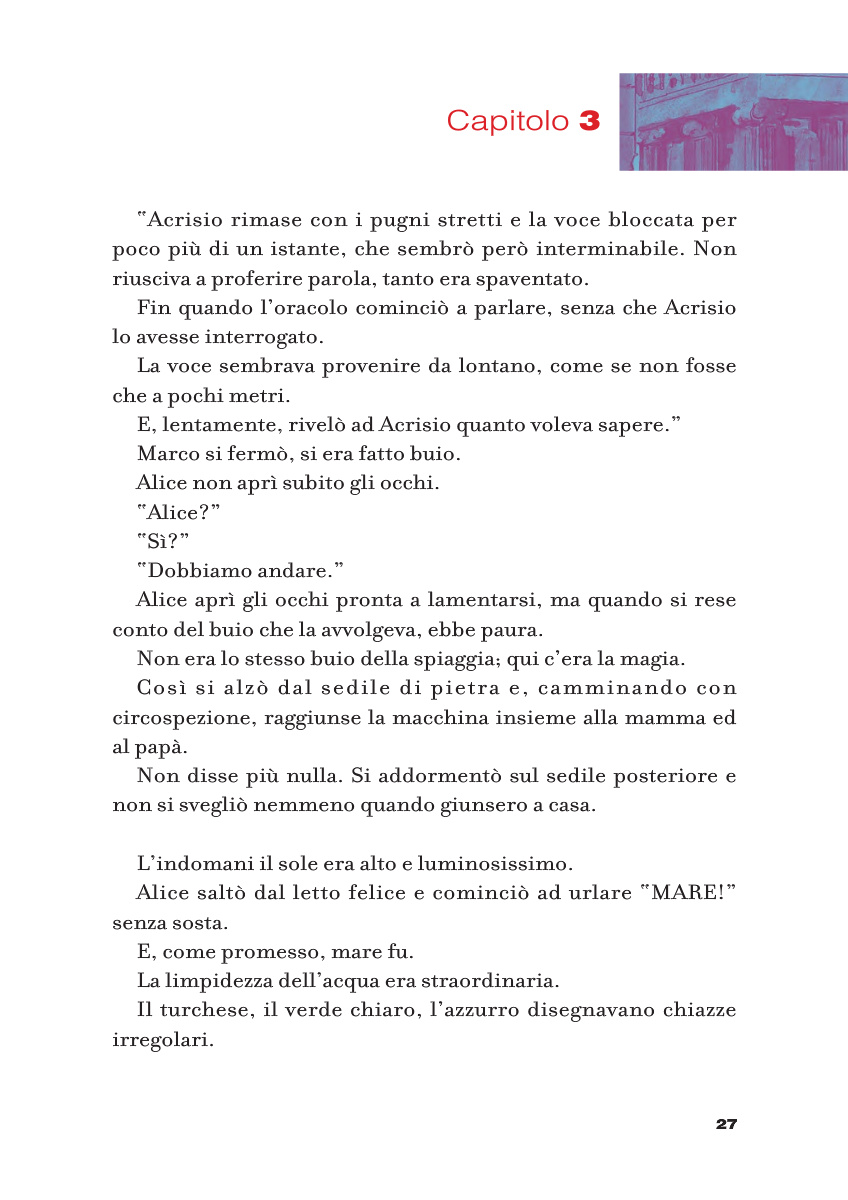 Capitolo 3
“Acrisio rimase con i pugni stretti e la voce bloccata per
poco più di un istante, che sembrò però interminabile. Non
riusciva a proferire parola, tanto era spaventato.
Fin quando l’oracolo cominciò a parlare, senza che Acrisio
lo avesse interrogato.
La voce sembrava provenire da lontano, come se non fosse
che a pochi metri.
E, lentamente, rivelò ad Acrisio quanto voleva sapere.”
Marco si fermò, si era fatto buio.
Alice non aprì subito gli occhi.
“Alice?”
“Sì?”
“Dobbiamo andare.”
Alice aprì gli occhi pronta a lamentarsi, ma quando si rese
conto del buio che la avvolgeva, ebbe paura.
Non era lo stesso buio della spiaggia; qui c’era la magia.
Così si alzò dal sedile di pietra e, camminando con
circospezione, raggiunse la macchina insieme alla mamma ed
al papà.
Non disse più nulla. Si addormentò sul sedile posteriore e
non si svegliò nemmeno quando giunsero a casa.
L’indomani il sole era alto e luminosissimo.
Alice saltò dal letto felice e cominciò ad urlare “MARE!”
senza sosta.
E, come promesso, mare fu.
La limpidezza dell’acqua era straordinaria.
Il turchese, il verde chiaro, l’azzurro disegnavano chiazze
irregolari.
27